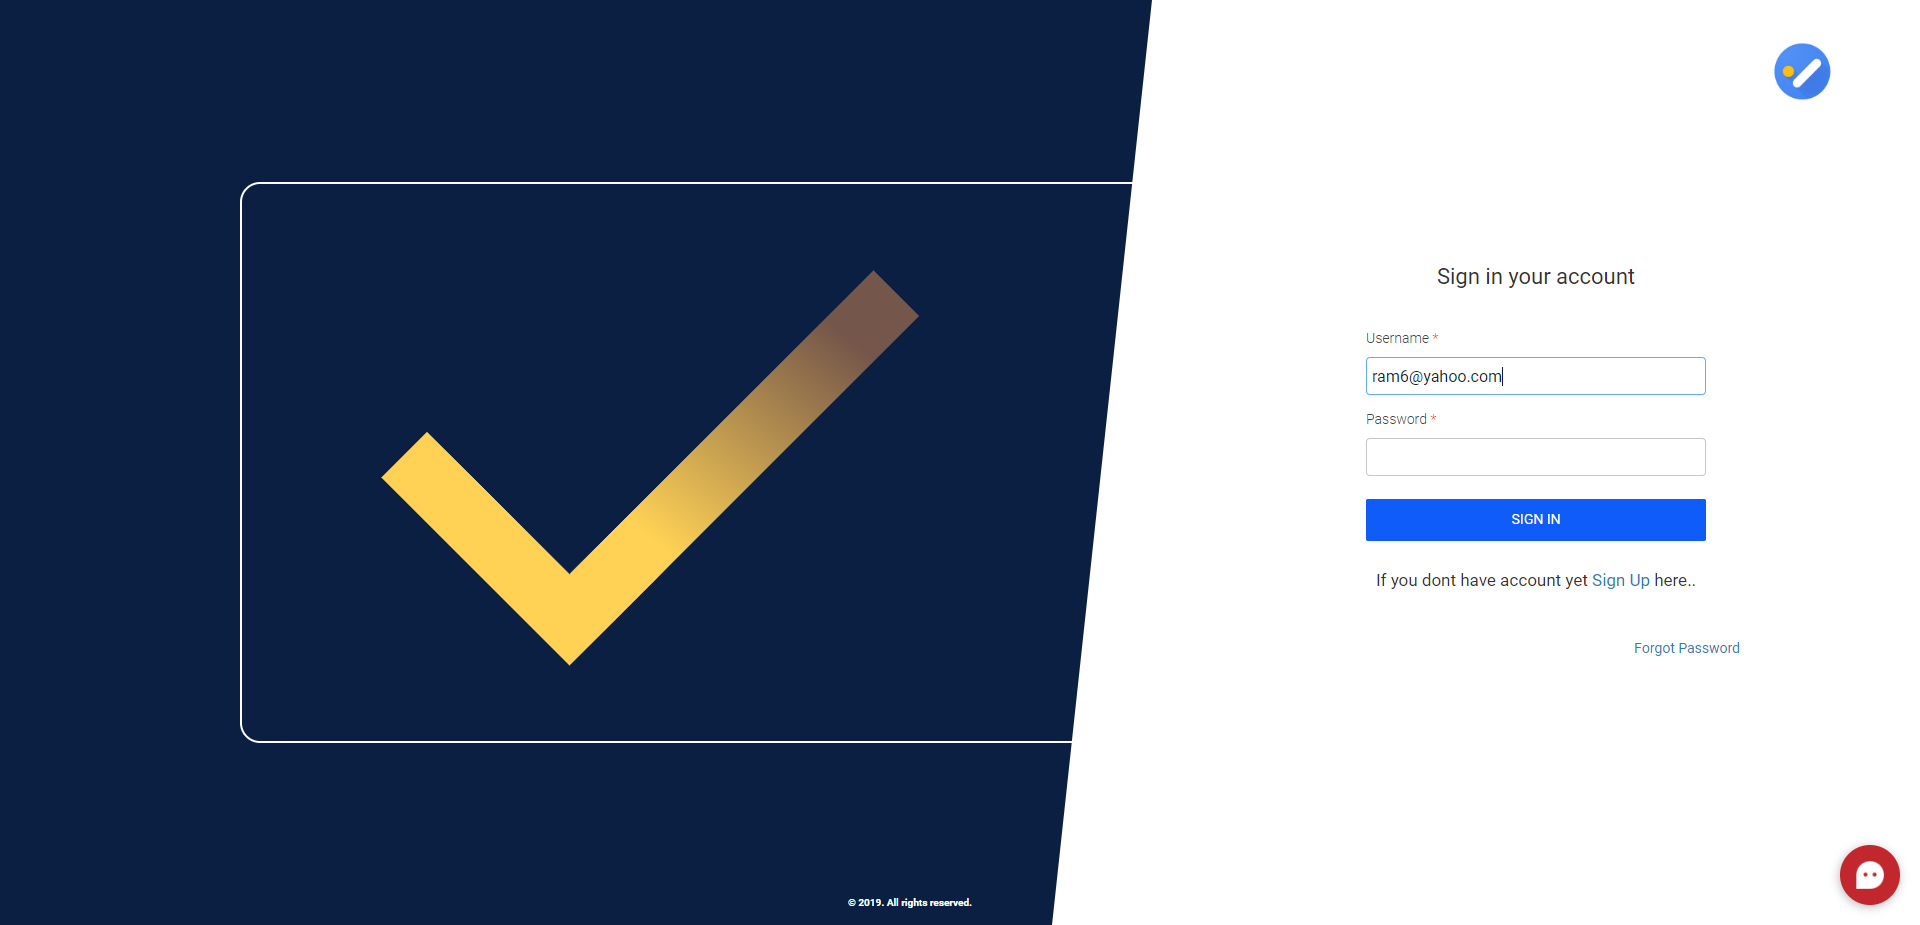 Sign in your account
Username *
ram6@yahoo.com
Password *
SIGN IN
If you dont have account yet Sign Up here..
Forgot Password
© 2019. All rights reserved.